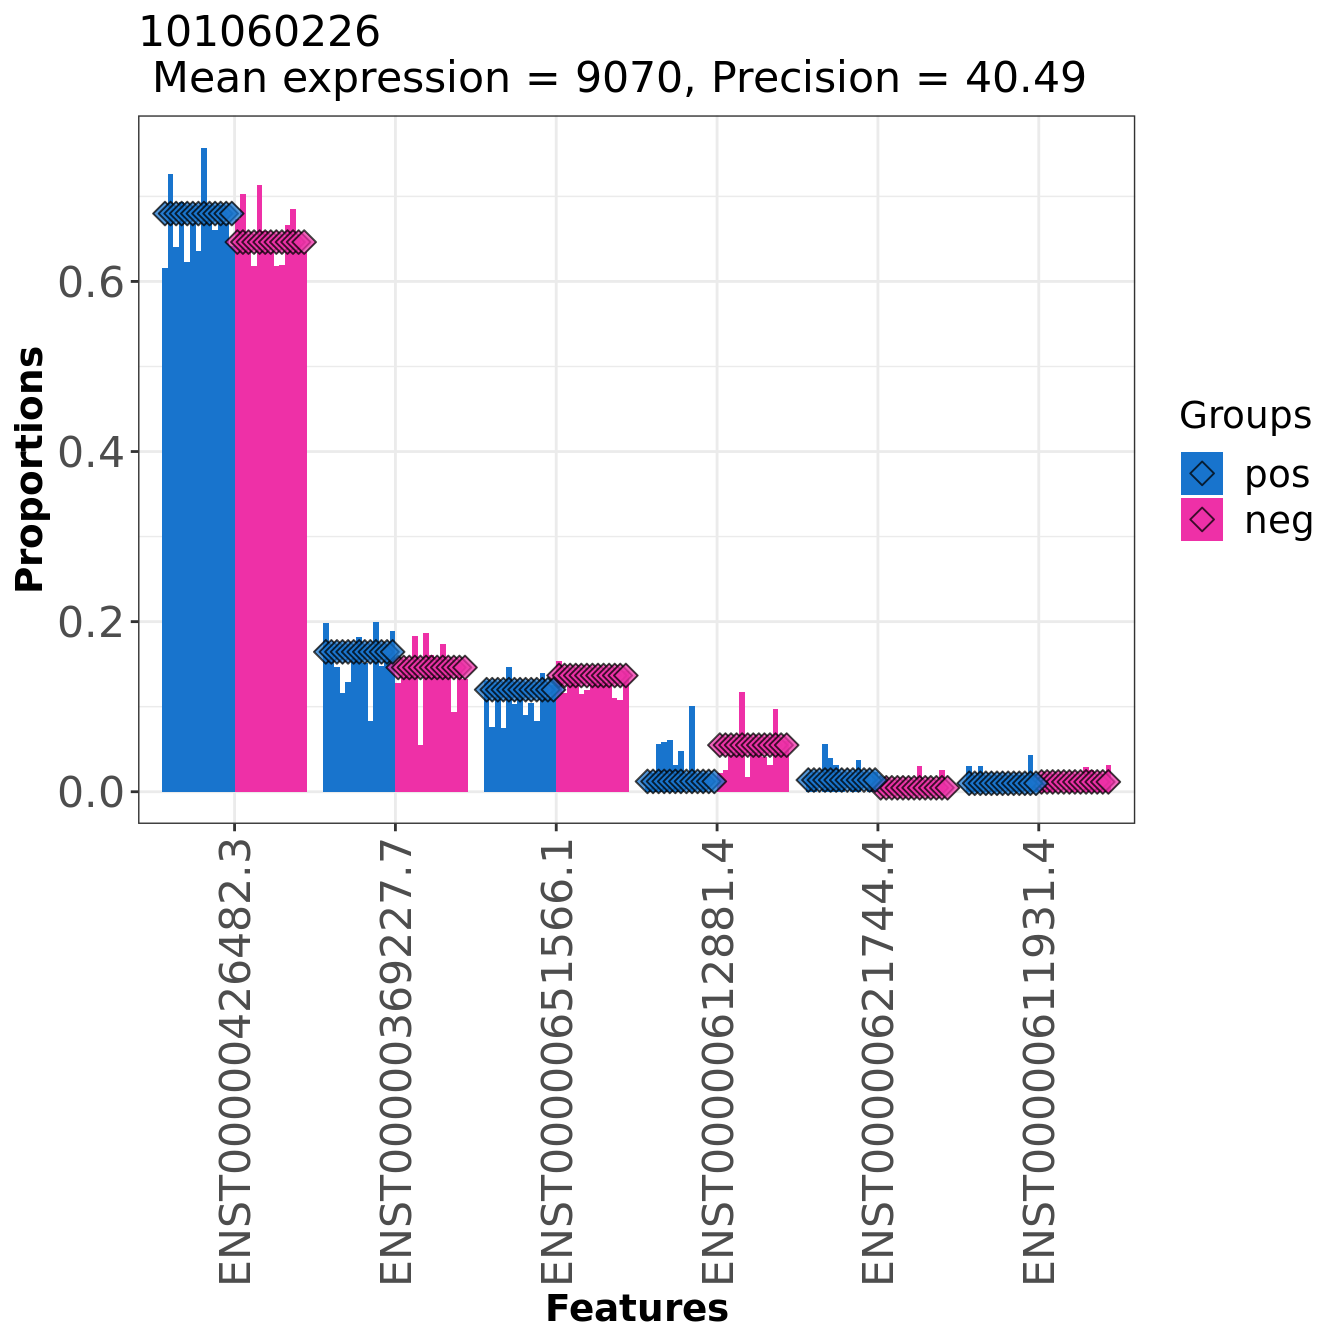 101060226
Mean expression = 9070, Precision = 40.49
Proportions
0.6
0.4
0.2
0.0
ENST00000426482.3
ENST00000369227.7
ENST00000651566.1
ENST00000612881.4
ENST00000621744.4
ENST00000611931.4
Features
Groups
pos
neg